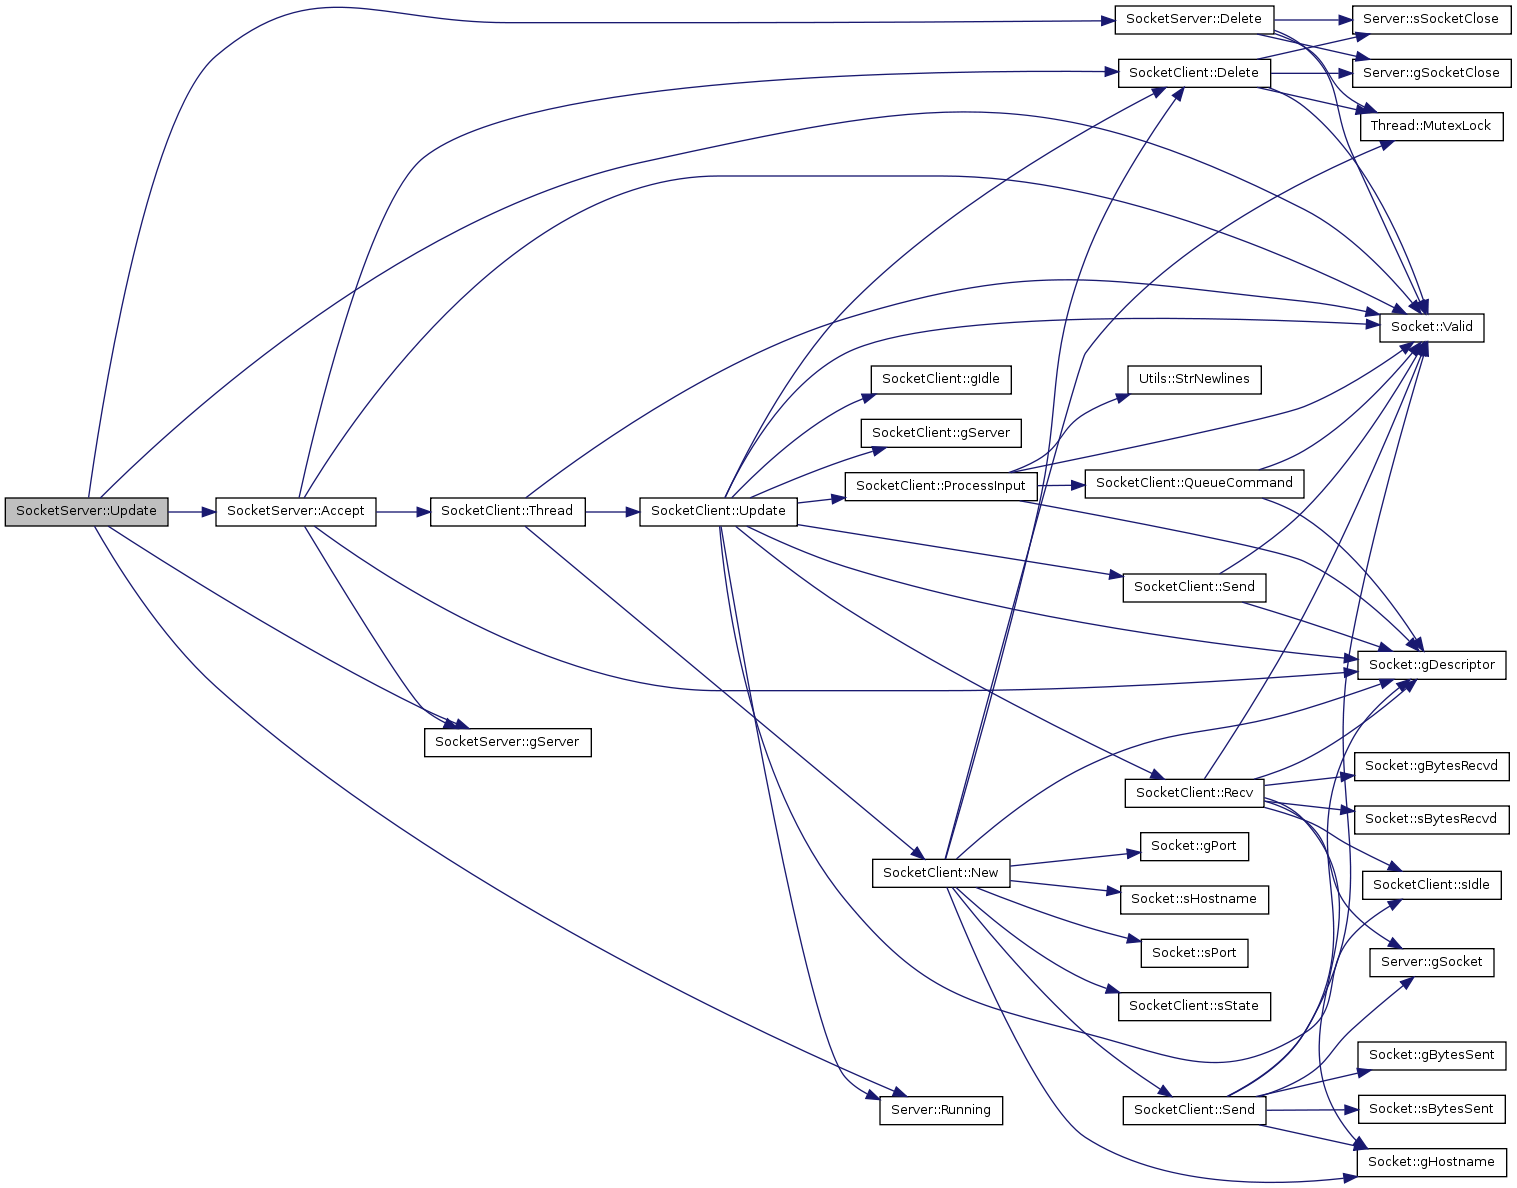 SocketServer::Delete
Server::sSocketClose
SocketClient::Delete
Server::gSocketClose
Thread::MutexLock
Socket::Valid
SocketClient::gIdle
Utils::StrNewlines
SocketClient::gServer
SocketClient::ProcessInput
SocketClient::QueueCommand
SocketServer::Update
SocketServer::Accept
SocketClient::Thread
SocketClient::Update
SocketClient::Send
Socket::gDescriptor
SocketServer::gServer
Socket::gBytesRecvd
SocketClient::Recv
Socket::sBytesRecvd
Socket::gPort
SocketClient::New
SocketClient::sIdle
Socket::sHostname
Socket::sPort
Server::gSocket
SocketClient::sState
Socket::gBytesSent
Server::Running
SocketClient::Send
Socket::sBytesSent
Socket::gHostname